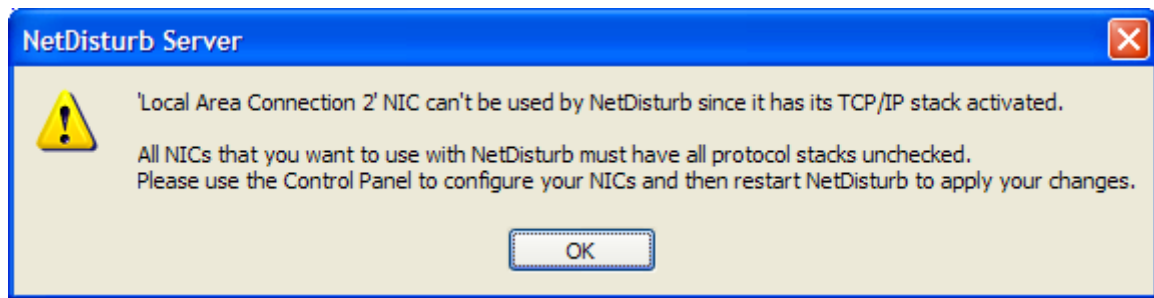 NetDisturb Server
'Local Area Connection 2' NIC can't be used by NetDisturb since it has its TCP/IP stack activated.
All NICs that you want to use with NetDisturb must have all protocol stacks unchecked.
Please use the Control Panel to configure your NICs and then restart NetDisturb to apply your changes.
OK